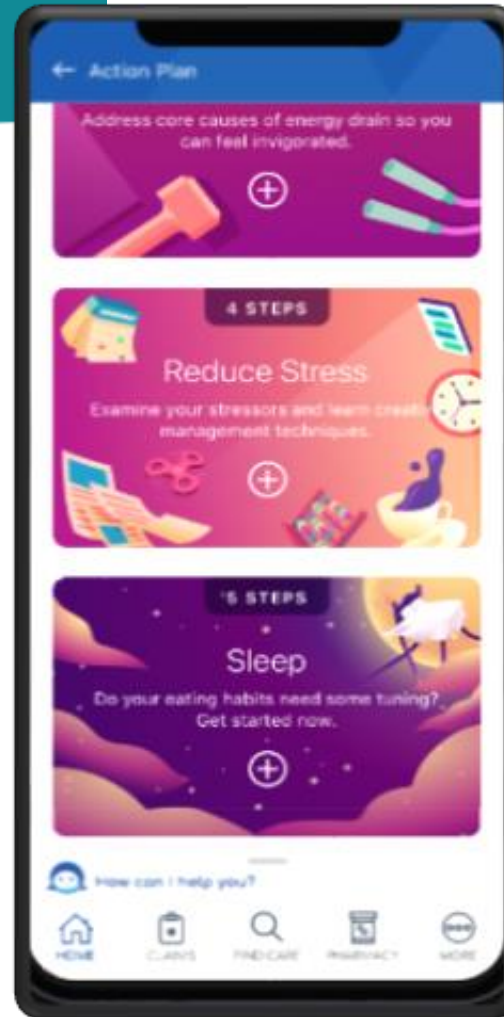 ← Action Plan
Address core causes of energy drain so you
can feel invigorated.
4 STEPS
Reduce Stress
Examine your stressors and learn creati
management techniques.
'5 STEPS
Sleep
Do your eating habits need some tuning?
Get started now.
How can I help you?
HOME
CLAIMS
FIND CARE
PHARMACY
MORE